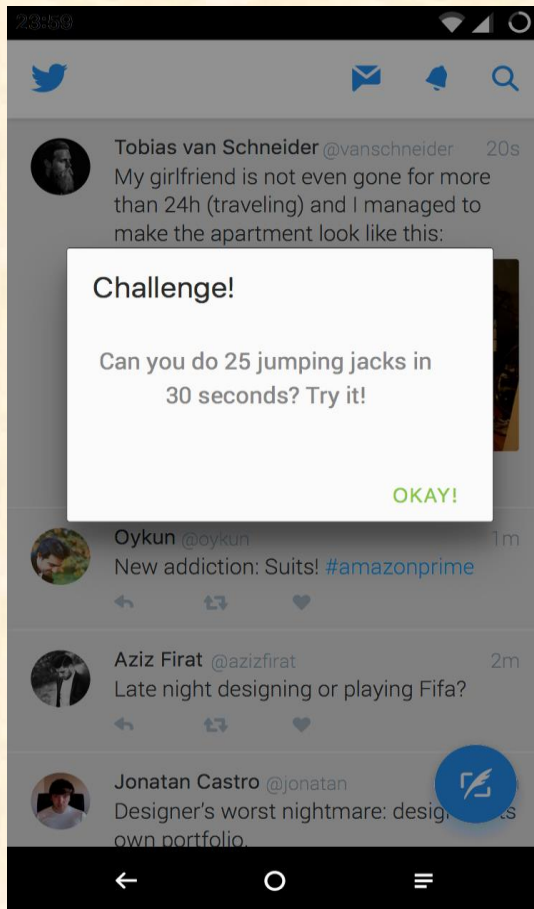 23:59
Tobias van Schneider @vanschneider 20s
My girlfriend is not even gone for more
than 24h (traveling) and I managed to
make the apartment look like this:
Challenge!
Can you do 25 jumping jacks in
30 seconds? Try it!
OKAY!
Oykun @oykun 1m
New addiction: Suits! #amazonprime
Aziz Firat @azizfirat 2m
Late night designing or playing Fifa?
Jonatan Castro @jonatan
Designer's worst nightmare: desig s
own portfolio.